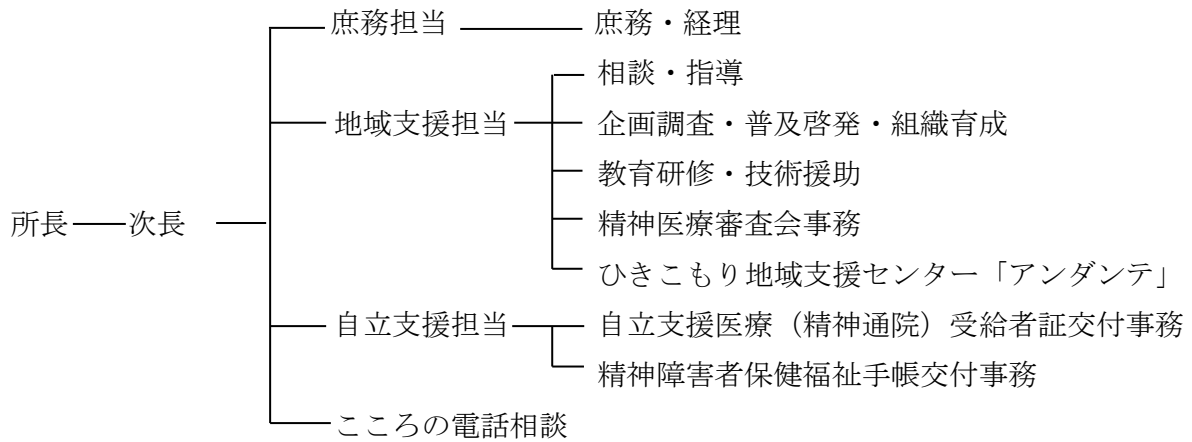 庶務担当 庶務・経理
相談・指導
地域支援担当 企画調査・普及啓発・組織育成
教育研修・技術援助
所長 次長 精神医療審査会事務
ひきこもり地域支援センター「アンダンテ」
自立支援担当 自立支援医療（精神通院）受給者証交付事務
精神障害者保健福祉手帳交付事務
こころの電話相談